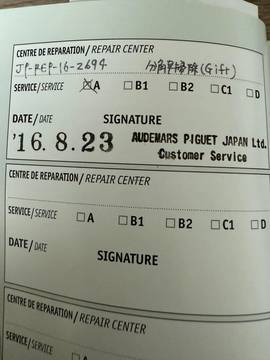 CENTRE DE REPARATION / REPAIR CENTER
JP-REP-16-2694 分解掃除(Gift)
SERVICE/SERVICE ☒A ☐B1 ☐B2 ☐C1 ☐D
DATE / DATE SIGNATURE
'16.8.23 AUDEMARS PIGUET JAPAN Ltd.
Customer Service
CENTRE DE REPARATION / REPAIR CENTER
SERVICE/SERVICE ☐A ☐B1 ☐B2 ☐C1 ☐D
DATE / DATE
SIGNATURE
CENTRE DE REPARATION / REPAIR CENTER
SERVICE/SERVICE ☐A ☐B1